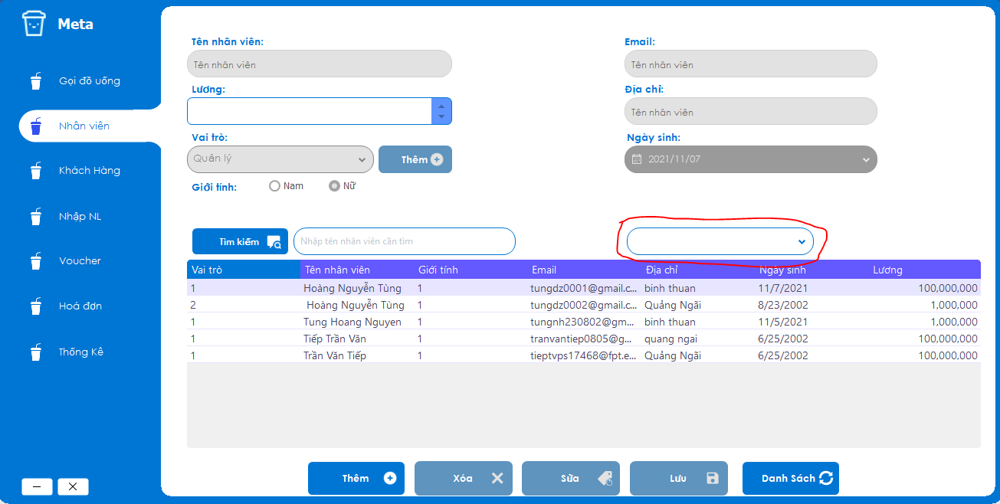 Meta
Gọi đồ uống
Nhân viên
Khách Hàng
Nhập NL
Voucher
Hoá đơn
Thống Kê
Tên nhân viên:
Tên nhân viên
Email:
Tên nhân viên
Lương:
Địa chỉ:
Tên nhân viên
Vai trò:
Quản lý
Thêm
Ngày sinh:
2021/11/07
Giới tính:
Nam
Nữ
Tìm kiếm
Nhập tên nhân viên cần tìm
Vai trò Tên nhân viên Giới tính Email Địa chỉ Ngày sinh Lương
1 Hoàng Nguyễn Tùng 1 tungdz0001@gmail.c... binh thuan 11/7/2021 100,000,000
2 Hoàng Nguyễn Tùng 1 tungdz0002@gmail.c... Quảng Ngãi 8/23/2002 1,000,000
1 Tung Hoang Nguyen 1 tungnh230802@gm... binh thuan 11/5/2021 1,000,000
1 Tiếp Trần Văn 1 tranvantiep0805@g... quang ngai 6/25/2002 100,000,000
1 Trần Văn Tiếp 1 tieptvps17468@fpt.e... Quảng Ngãi 6/25/2002 100,000,000
Thêm
Xóa
Sửa
Lưu
Danh Sách